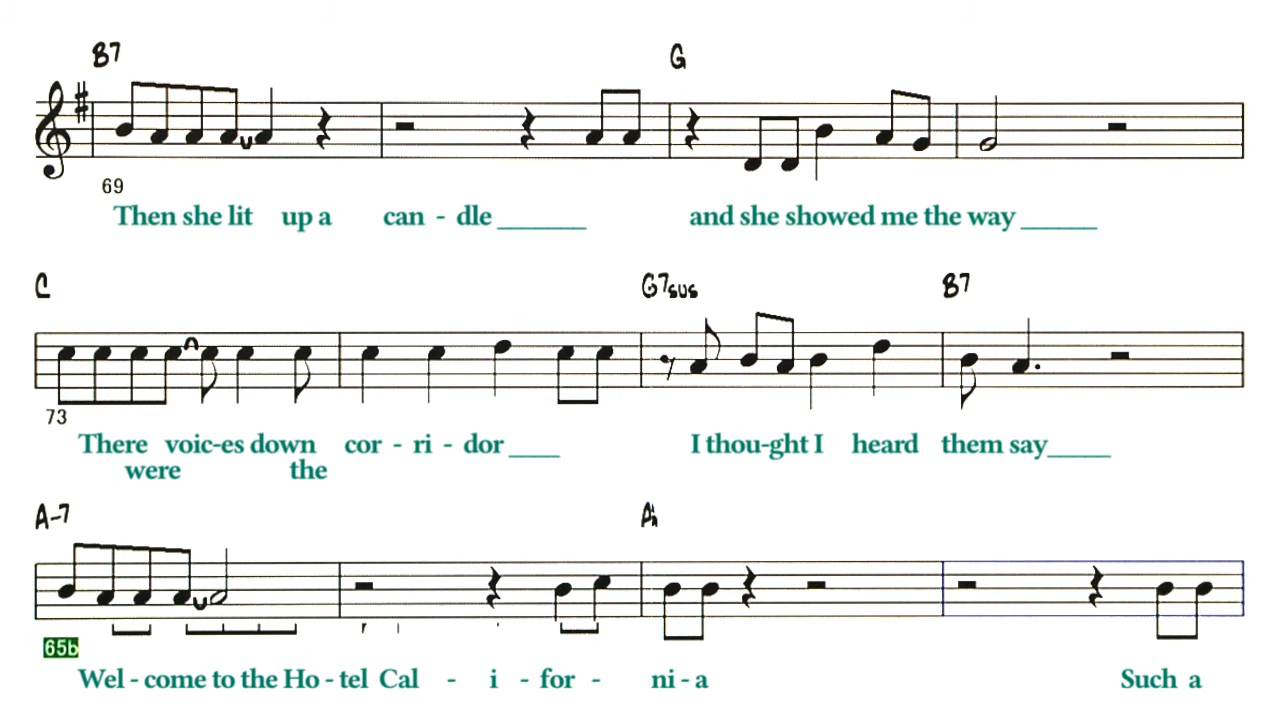 B7 G
69
Then she lit up a can - dle _______ and she showed me the way ______
C G7sus B7
73
There voic-es down cor - ri - dor ____ I thou-ght I heard them say_____
were the
A-7
65b
Wel - come to the Ho - tel Cal - i - for - ni - a Such a